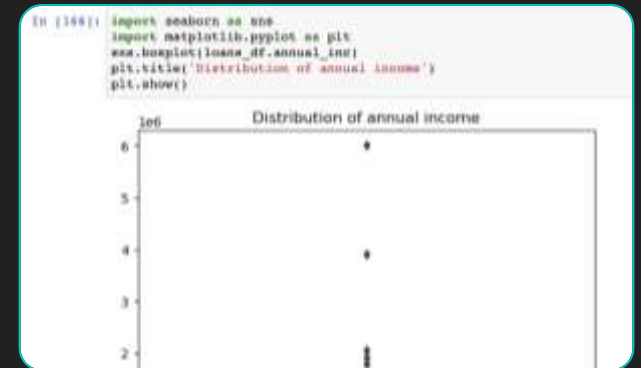 In [166]: import seaborn as sns
import matplotlib.pyplot as plt
sns.boxplot(loans_df.annual_inc)
plt.title('Distribution of annual income')
plt.show()
Distribution of annual income
1e6
6
5
4
3
2